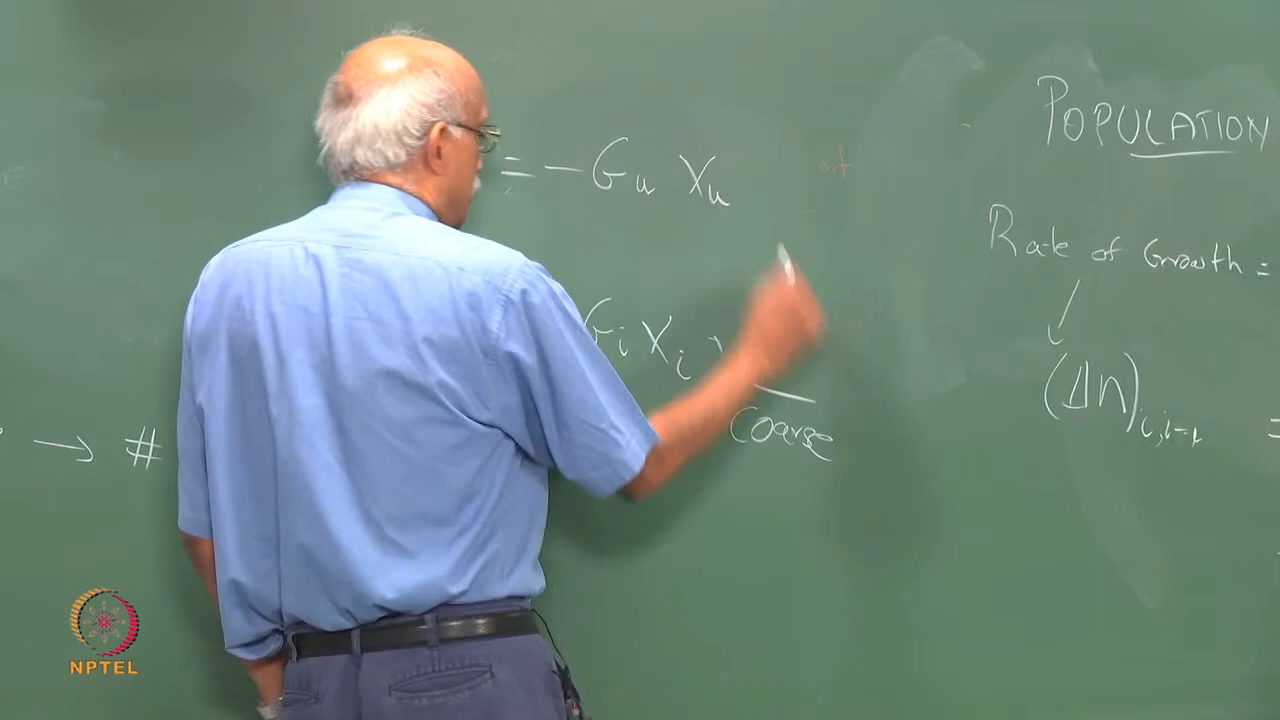 = - G_u X_u
POPULATION
Rate of Growth =
G_i X_i
(Δn)_{i,i-1}
Coarse
→ #
NPTEL